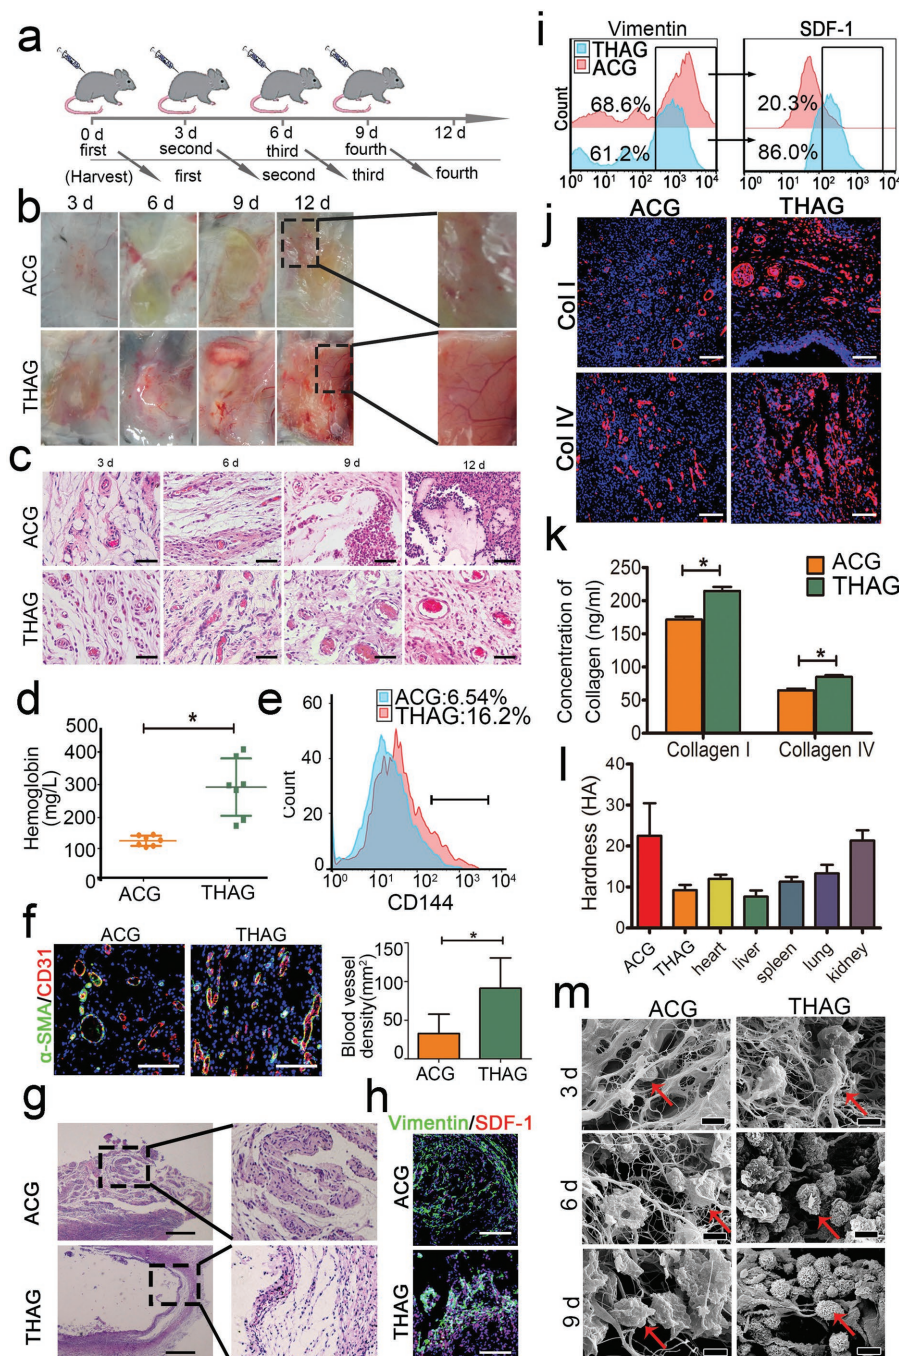 a
0 d
3 d
6 d
9 d
12 d
first
second
third
fourth
(Harvest)
first
second
third
fourth
b
3 d
6 d
9 d
12 d
ACG
THAG
c
3 d
6 d
9 d
12 d
ACG
THAG
d
Hemoglobin
(mg/L)
500
400
300
200
100
0
*
ACG
THAG
e
ACG:6.54%
THAG:16.2%
Count
60
40
20
0
10⁰
10¹
10²
10³
10⁴
CD144
f
ACG
THAG
α-SMA/CD31
Blood vessel
density(mm²)
150
100
50
0
*
ACG
THAG
g
ACG
THAG
h
Vimentin/SDF-1
ACG
THAG
i
Vimentin
SDF-1
THAG
ACG
Count
68.6%
61.2%
20.3%
86.0%
10⁰
10¹
10²
10³
10⁴
10⁰
10¹
10²
10³
10⁴
j
ACG
THAG
Col I
Col IV
k
Concentration of
Collagen (ng/ml)
ACG
THAG
200
250
150
100
50
0
*
*
Collagen I
Collagen IV
l
Hardness (HA)
40
30
20
10
0
ACG
THAG
heart
liver
spleen
lung
kidney
m
ACG
THAG
3 d
6 d
9 d